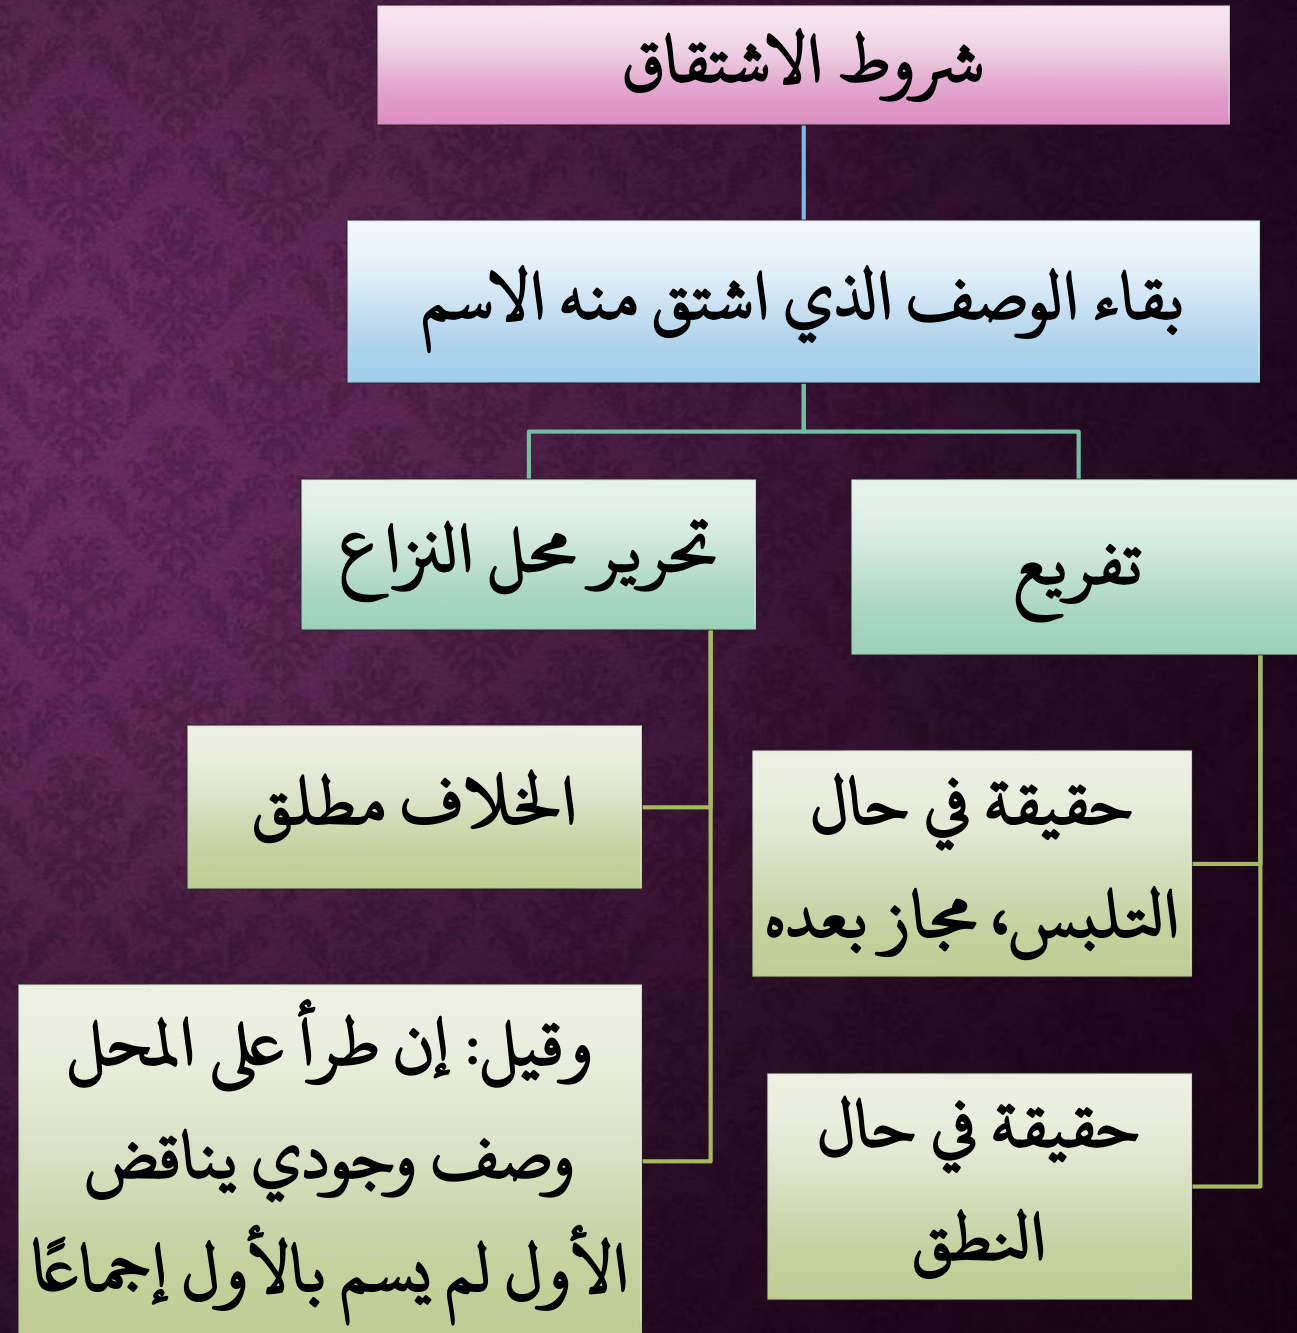 شروط الاشتقاق
بقاء الوصف الذي اشتق منه الاسم
تفريع
تحرير محل النزاع
حقيقة في حال
التلبس، مجاز بعده
حقيقة في حال
النطق
الخلاف مطلق
وقيل: إن طرأ على المحل
وصف وجودي يناقض
الأول لم يسم بالأول إجماعًا